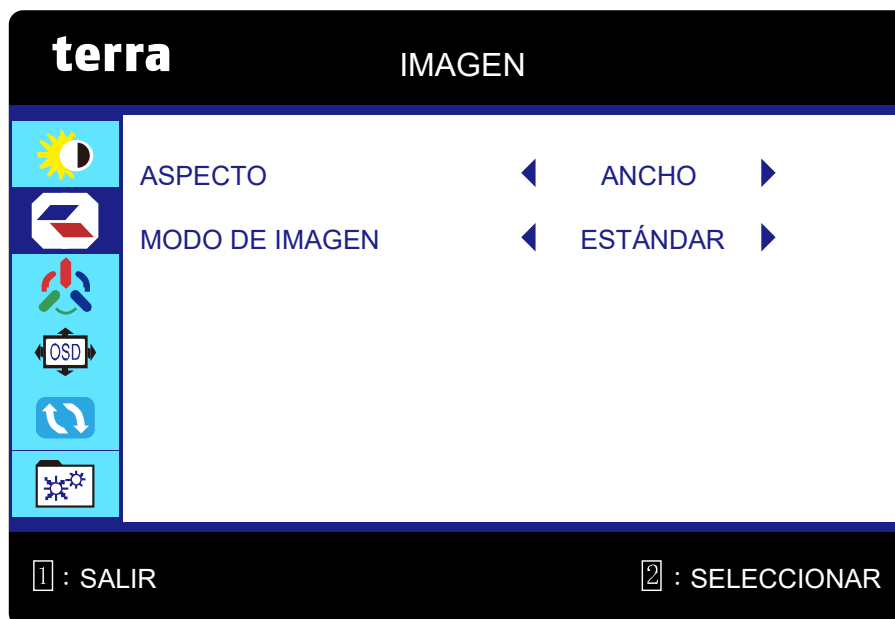 terra
IMAGEN
ASPECTO ANCHO
MODO DE IMAGEN ESTÁNDAR
OSD
1 : SALIR
2 : SELECCIONAR